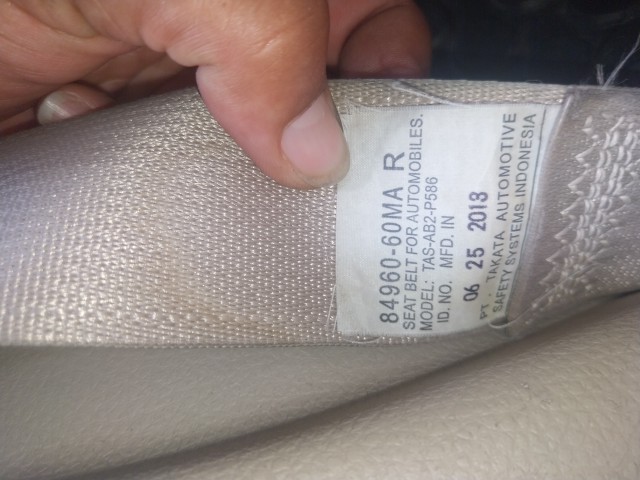 84960-60MA R
SEAT BELT FOR AUTOMOBILES.
MODEL: TAS-AB2-P586
ID. NO. MFD. IN
06 25 2018
PT. TAKATA AUTOMOTIVE
SAFETY SYSTEMS INDONESIA